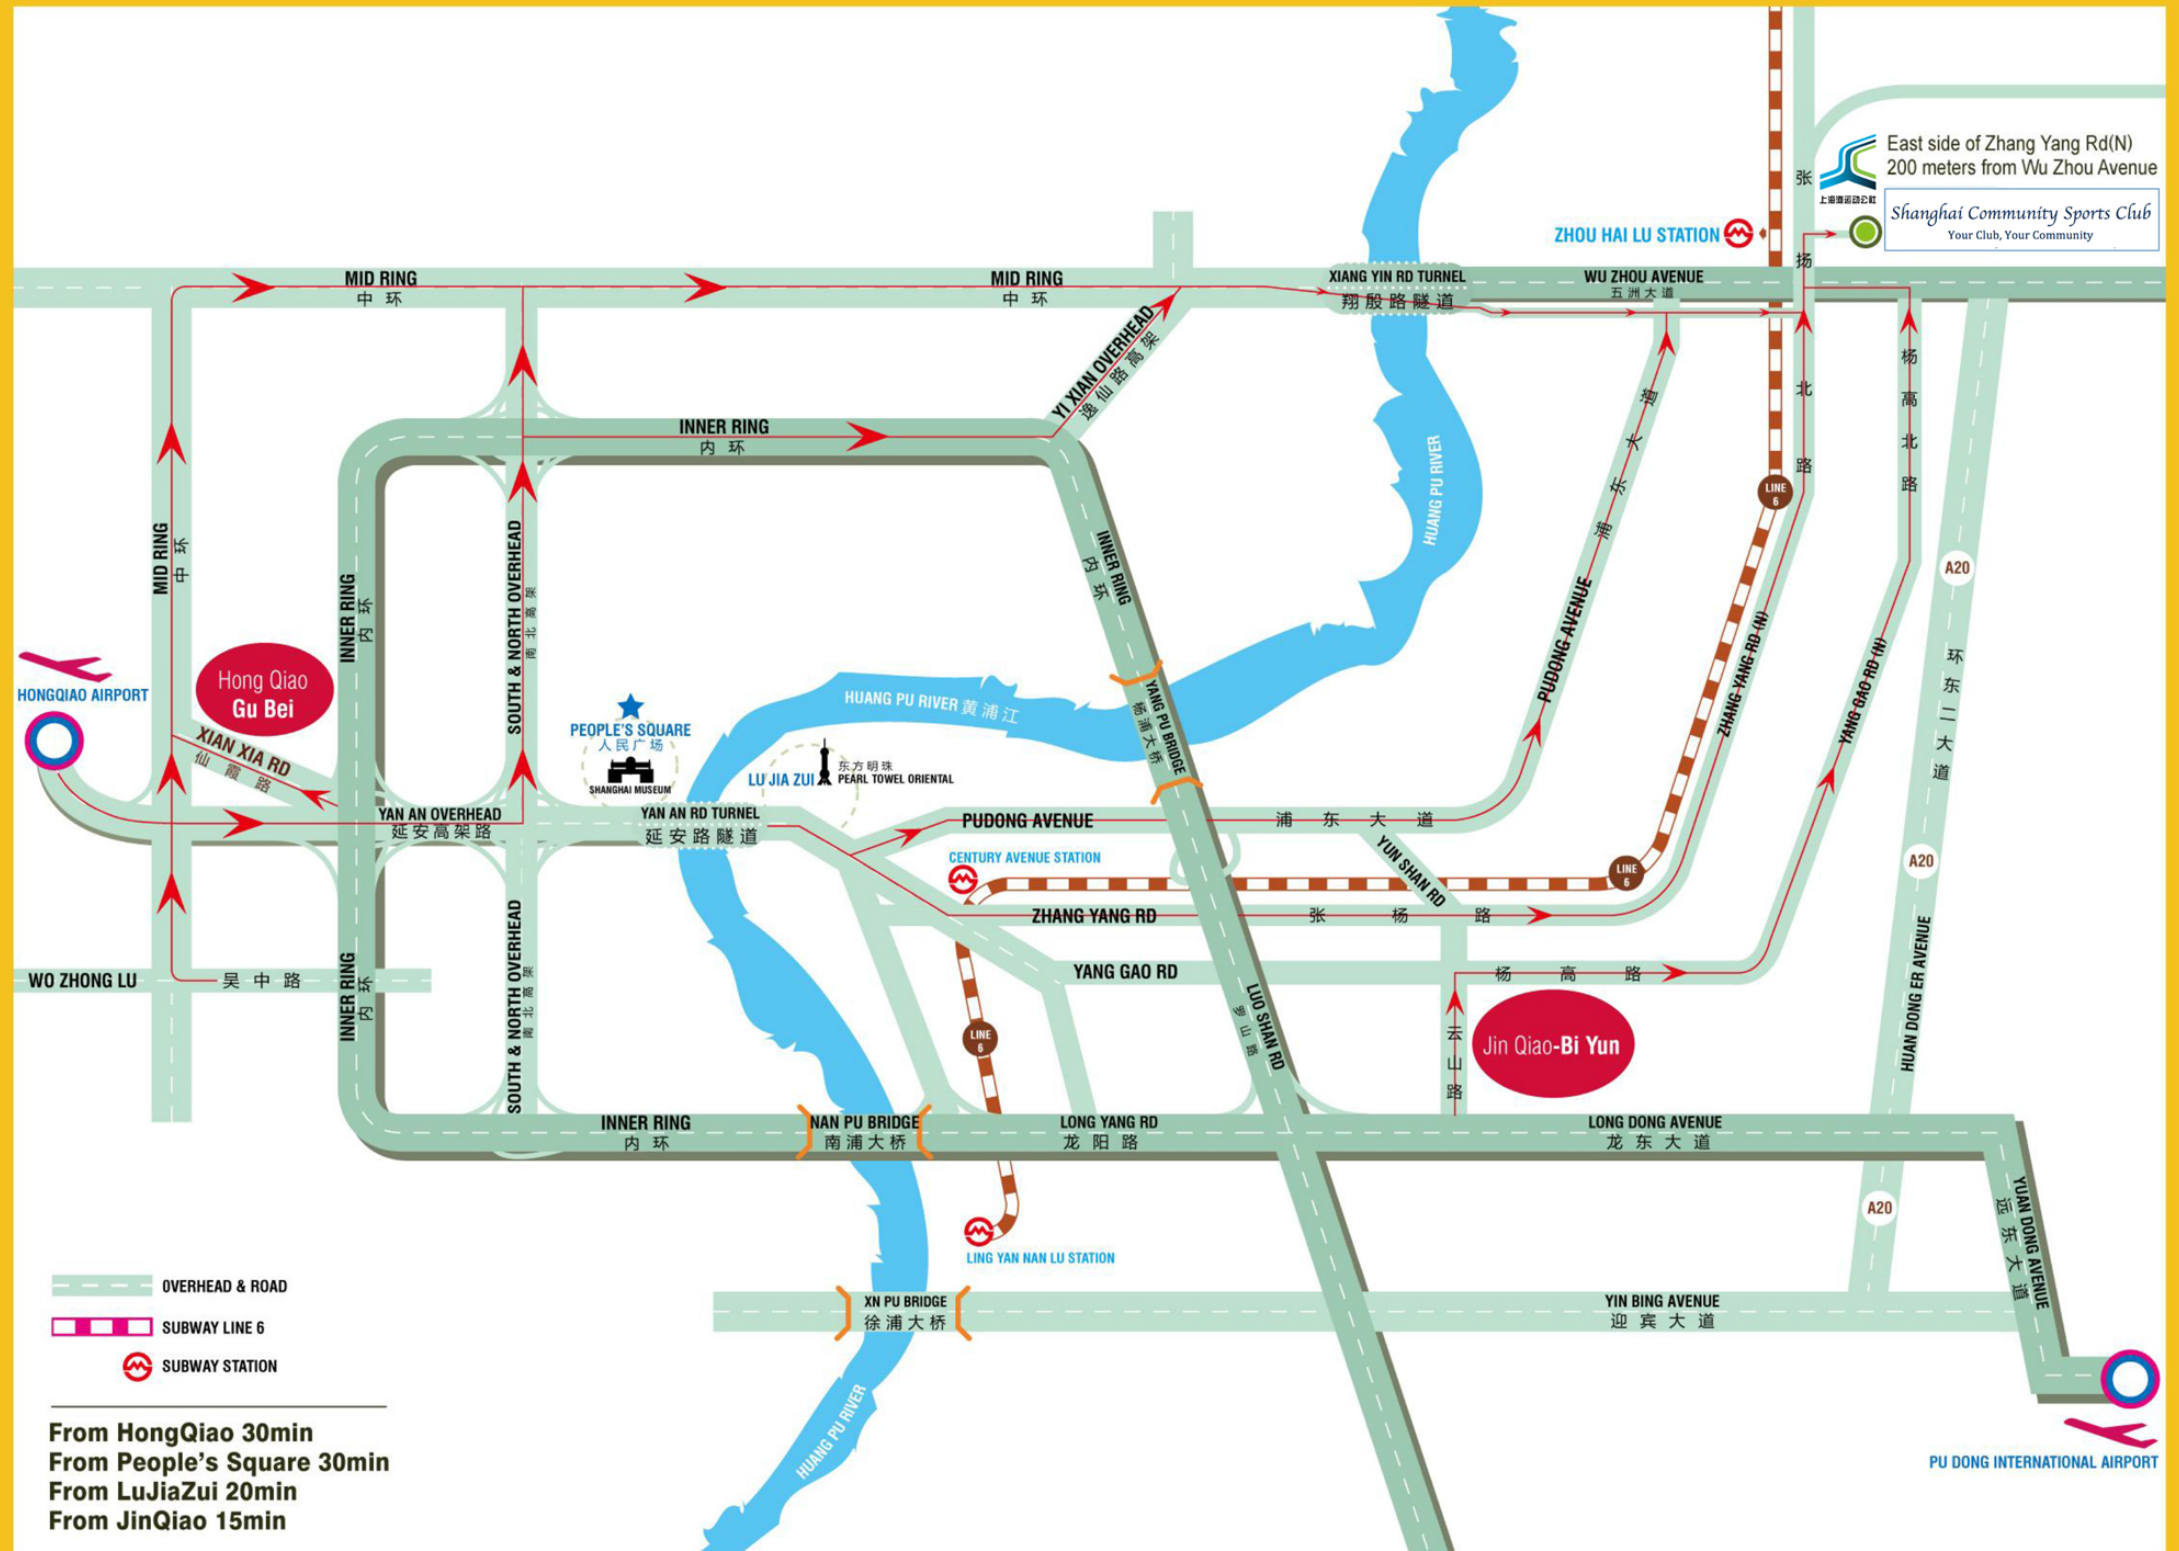 East side of Zhang Yang Rd(N)
200 meters from Wu Zhou Avenue
上海湾运动公社
Shanghai Community Sports Club
Your Club, Your Community
ZHOU HAI LU STATION
张
扬
北
路
MID RING
中环
MID RING
中环
XIANG YIN RD TURNEL
翔殷路隧道
WU ZHOU AVENUE
五洲大道
YI XIAN OVERHEAD
逸仙路高架
INNER RING
内环
浦东大道
杨高北路
HUANG PU RIVER
LINE
6
MID RING
中环
INNER RING
内环
SOUTH & NORTH OVERHEAD
南北高架
INNER RING
内环
A20
PUDONG AVENUE
ZHANG YANG RD (N)
YANG GAO RD (N)
环东二大道
HONGQIAO AIRPORT
Hong Qiao
Gu Bei
XIAN XIA RD
仙霞路
PEOPLE'S SQUARE
人民广场
SHANGHAI MUSEUM
HUANG PU RIVER 黄浦江
LU JIA ZUI
东方明珠
PEARL TOWEL ORIENTAL
YANG PU BRIDGE
杨浦大桥
YAN AN OVERHEAD
延安高架路
YAN AN RD TURNEL
延安路隧道
PUDONG AVENUE
浦东大道
YUN SHAN RD
CENTURY AVENUE STATION
LINE
6
A20
ZHANG YANG RD
张杨路
WO ZHONG LU
吴中路
INNER RING
内环
SOUTH & NORTH OVERHEAD
南北高架
YANG GAO RD
杨高路
LUO SHAN RD
罗山路
LINE
6
云山路
Jin Qiao-Bi Yun
HUAN DONG ER AVENUE
INNER RING
内环
NAN PU BRIDGE
南浦大桥
LONG YANG RD
龙阳路
LONG DONG AVENUE
龙东大道
A20
YUAN DONG AVENUE
远东大道
LING YAN NAN LU STATION
XN PU BRIDGE
徐浦大桥
YIN BING AVENUE
迎宾大道
HUANG PU RIVER
PU DONG INTERNATIONAL AIRPORT
OVERHEAD & ROAD
SUBWAY LINE 6
SUBWAY STATION
From HongQiao 30min
From People's Square 30min
From LuJiaZui 20min
From JinQiao 15min